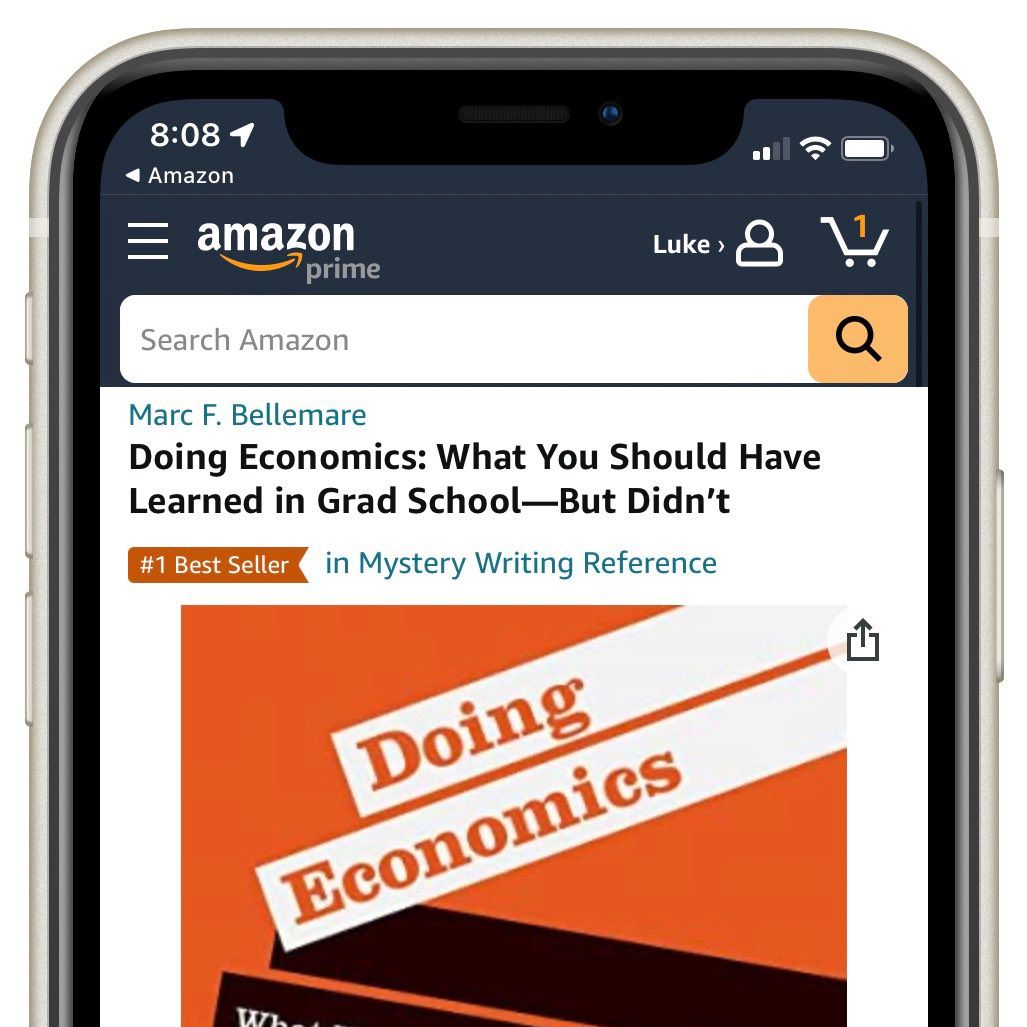 8:08
◀ Amazon
amazon
prime
Luke ›
1
Search Amazon
Marc F. Bellemare
Doing Economics: What You Should Have
Learned in Grad School—But Didn’t
#1 Best Seller in Mystery Writing Reference
Doing
Economics
What